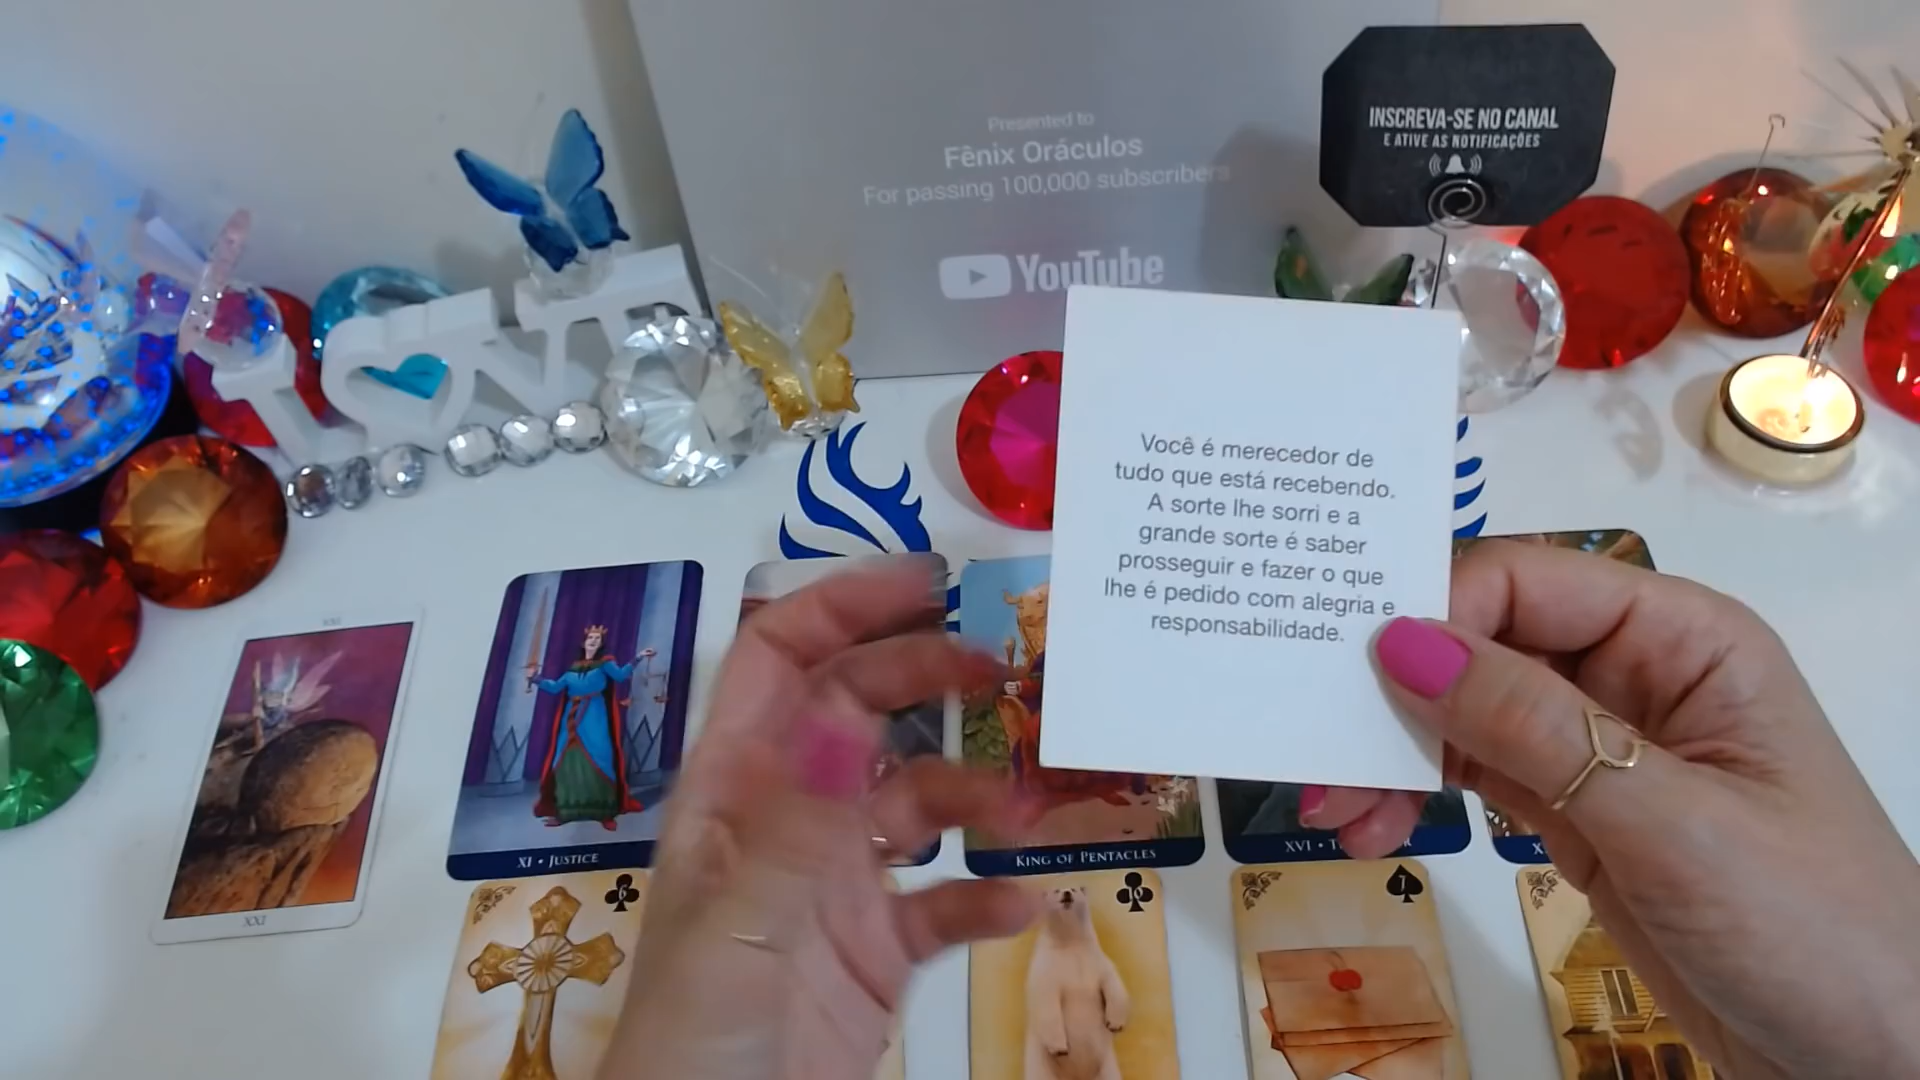 Presented to
Fênix Oráculos
For passing 100,000 subscribers
YouTube
INSCREVA-SE NO CANAL
E ATIVE AS NOTIFICAÇÕES
Você é merecedor de
tudo que está recebendo.
A sorte lhe sorri e a
grande sorte é saber
prosseguir e fazer o que
lhe é pedido com alegria e
responsabilidade.
XXI
XXI
XI • JUSTICE
KING OF PENTACLES
XVI •
6
10
J